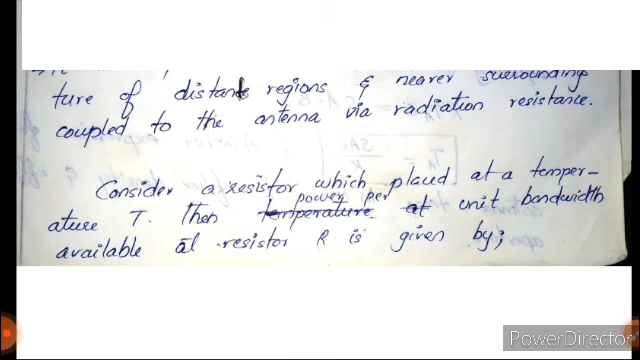 ture of distant regions & nearer surroundings
coupled to the antenna via radiation resistance.
Consider a resistor which placed at a temper-
power per
ature T. Then temperature at unit bandwidth
available at resistor R is given by;
PowerDirector